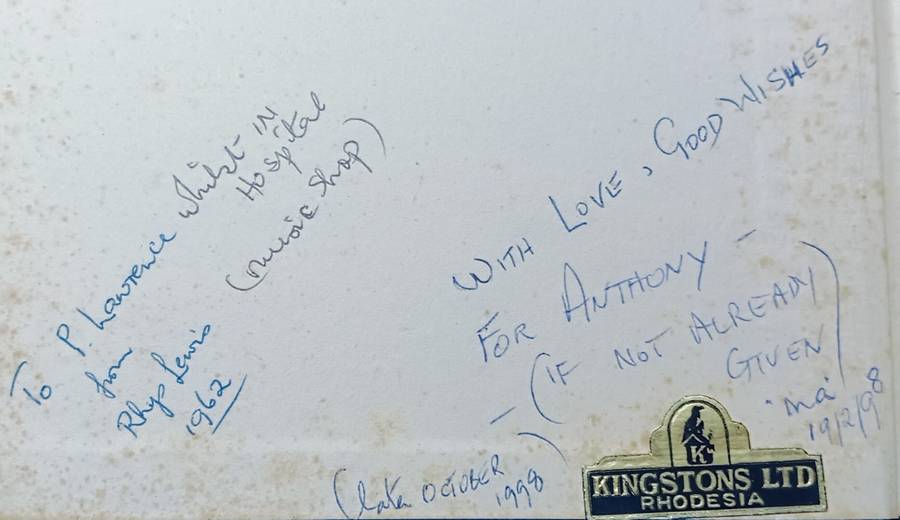 To P. Lawrence whilst IN
Hospital
from
Rhys Lewis (music shop)
1962
WITH LOVE, GOOD WISHES
FOR ANTHONY –
– (IF NOT ALREADY
GIVEN)
'Ma'
19/2/98
(late OCTOBER
1998)
K
KINGSTONS LTD
RHODESIA